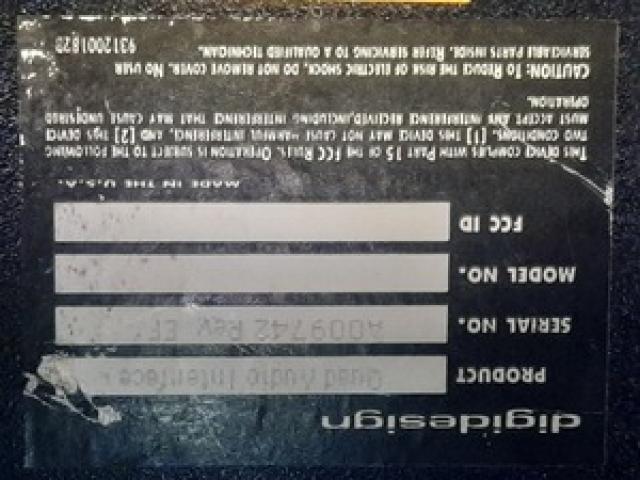 digidesign
PRODUCT Quad Audio Interface
SERIAL NO. A009742 Rev EF
MODEL NO.
FCC ID
MADE IN THE U.S.A.
THIS DEVICE COMPLIES WITH PART 15 OF THE FCC RULES. OPERATION IS SUBJECT TO THE FOLLOWING
TWO CONDITIONS, [1] THIS DEVICE MAY NOT CAUSE HARMFUL INTERFERENCE, AND [2] THIS DEVICE
MUST ACCEPT ANY INTERFERENCE RECEIVED,INCLUDING INTERFERENCE THAT MAY CAUSE UNDESIRED
OPERATION.
CAUTION: TO REDUCE THE RISK OF ELECTRIC SHOCK, DO NOT REMOVE COVER. NO USER
SERVICEABLE PARTS INSIDE. REFER SERVICING TO A QUALIFIED TECHNICIAN.
931200182